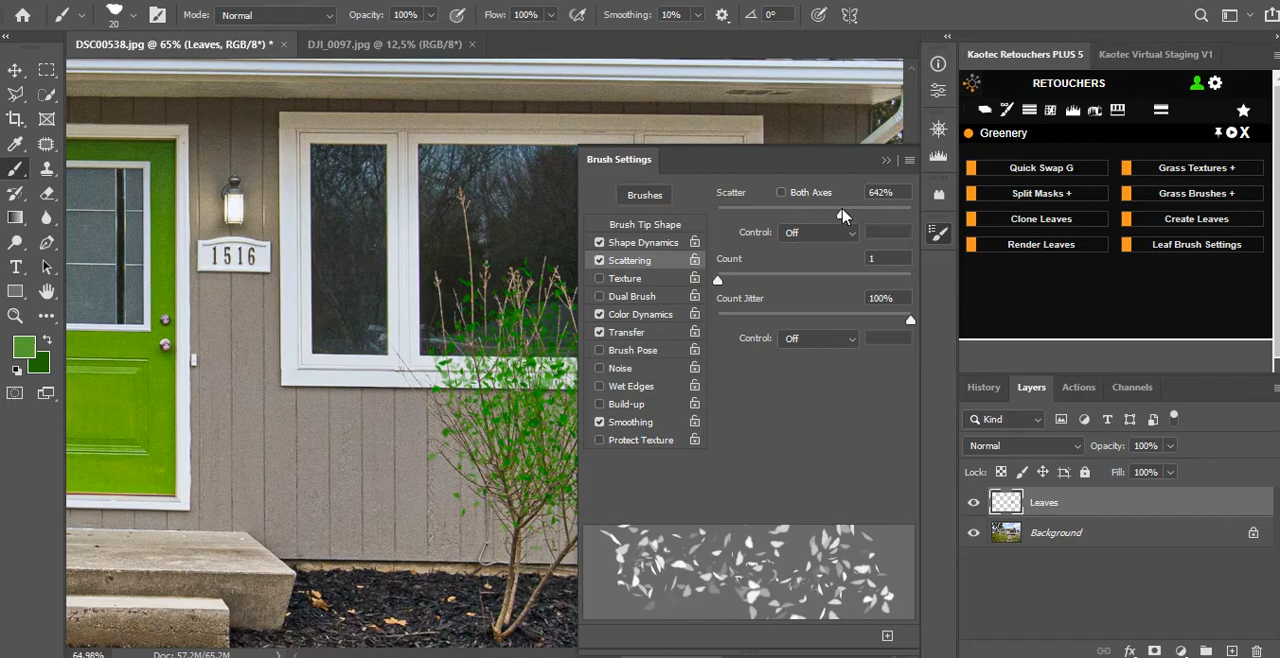 20
Mode: Normal
Opacity: 100%
Flow: 100%
Smoothing: 10%
0°
DSC00538.jpg @ 65% (Leaves, RGB/8*) *
DJI_0097.jpg @ 12,5% (RGB/8*)
1516
Brush Settings
Brushes
Brush Tip Shape
Shape Dynamics
Scattering
Texture
Dual Brush
Color Dynamics
Transfer
Brush Pose
Noise
Wet Edges
Build-up
Smoothing
Protect Texture
Scatter
Both Axes
642%
Control: Off
Count
1
Count Jitter
100%
Control: Off
Kaotec Retouchers PLUS 5
Kaotec Virtual Staging V1
RETOUCHERS
Greenery
X
Quick Swap G
Grass Textures +
Split Masks +
Grass Brushes +
Clone Leaves
Create Leaves
Render Leaves
Leaf Brush Settings
History
Layers
Actions
Channels
Kind
Normal
Opacity: 100%
Lock:
Fill: 100%
Leaves
Background
64,98%
Doc: 57,2M/65,2M